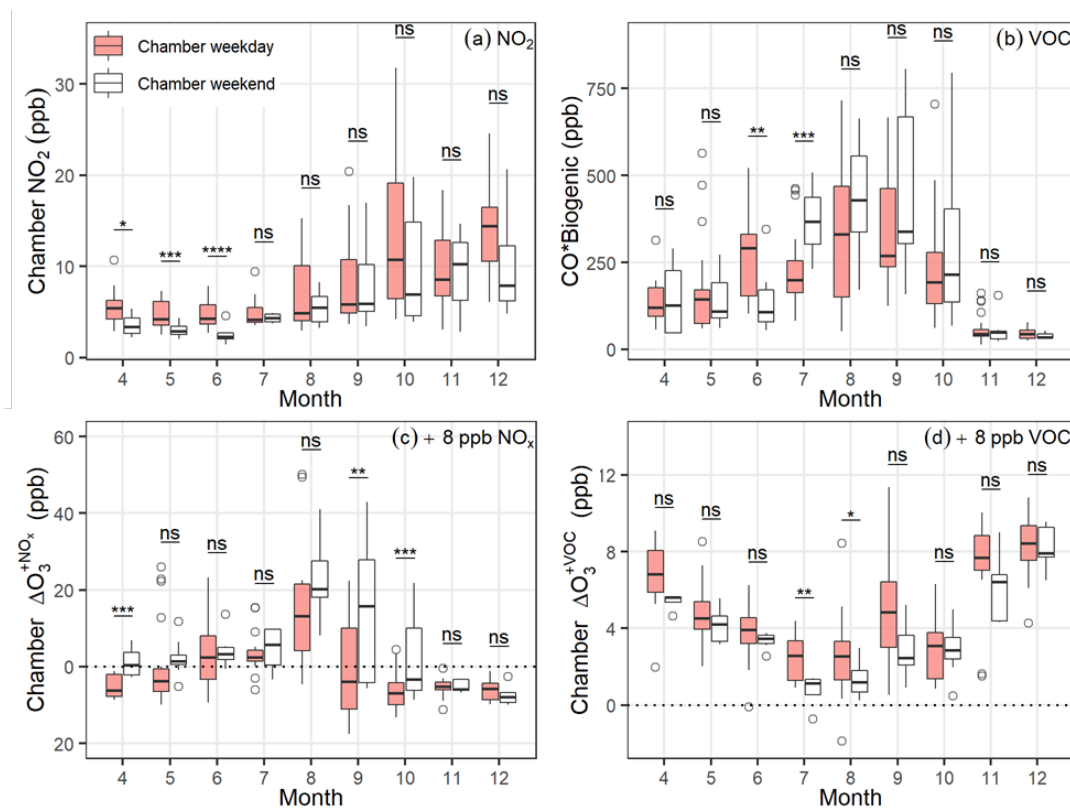 (a) NO₂
Chamber weekday
Chamber weekend
Chamber NO₂ (ppb)
30
20
10
0
* *** **** ns ns ns ns ns ns
4 5 6 7 8 9 10 11 12
Month
(b) VOC
CO*Biogenic (ppb)
750
500
250
0
ns ns ** *** ns ns ns ns ns
4 5 6 7 8 9 10 11 12
Month
(c) + 8 ppb NOₓ
Chamber ΔO₃⁺ᴺᴼₓ (ppb)
60
40
20
0
20
*** ns ns ns ns ** *** ns ns
4 5 6 7 8 9 10 11 12
Month
(d) + 8 ppb VOC
Chamber ΔO₃⁺VOC (ppb)
12
8
4
0
ns ns ns ** * ns ns ns ns
4 5 6 7 8 9 10 11 12
Month